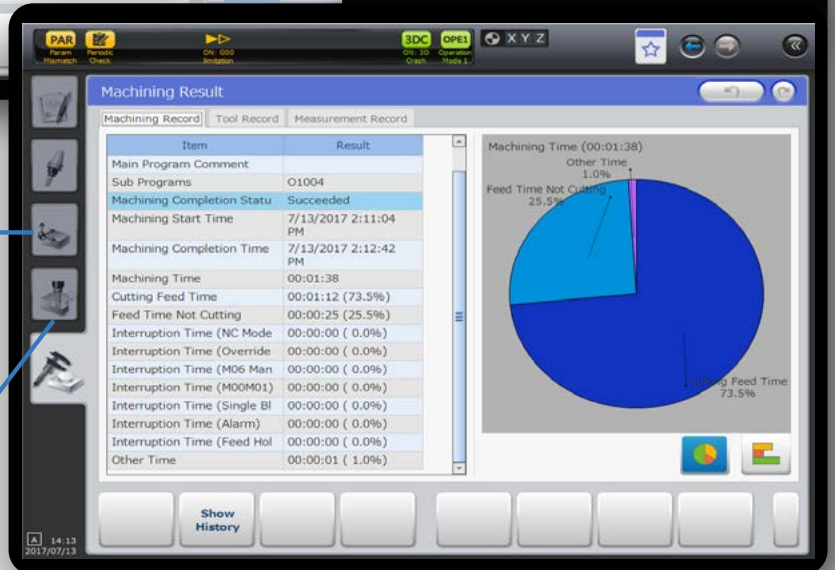 PAR
Param
Mismatch
Periodic
Check
ON: G00
limitation
3DC
ON: 3D
Crash
OPE1
Operation
Mode 1
X Y Z
Machining Result
Machining Record
Tool Record
Measurement Record
Item Result
Main Program Comment
Sub Programs O1004
Machining Completion Statu Succeeded
Machining Start Time 7/13/2017 2:11:04
PM
Machining Completion Time 7/13/2017 2:12:42
PM
Machining Time 00:01:38
Cutting Feed Time 00:01:12 (73.5%)
Feed Time Not Cutting 00:00:25 (25.5%)
Interruption Time (NC Mode 00:00:00 ( 0.0%)
Interruption Time (Override 00:00:00 ( 0.0%)
Interruption Time (M06 Man 00:00:00 ( 0.0%)
Interruption Time (M00M01) 00:00:00 ( 0.0%)
Interruption Time (Single Bl 00:00:00 ( 0.0%)
Interruption Time (Alarm) 00:00:00 ( 0.0%)
Interruption Time (Feed Hol 00:00:00 ( 0.0%)
Other Time 00:00:01 ( 1.0%)
Machining Time (00:01:38)
Other Time
1.0%
Feed Time Not Cutting
25.5%
Cutting Feed Time
73.5%
Show
History
A 14:13
2017/07/13